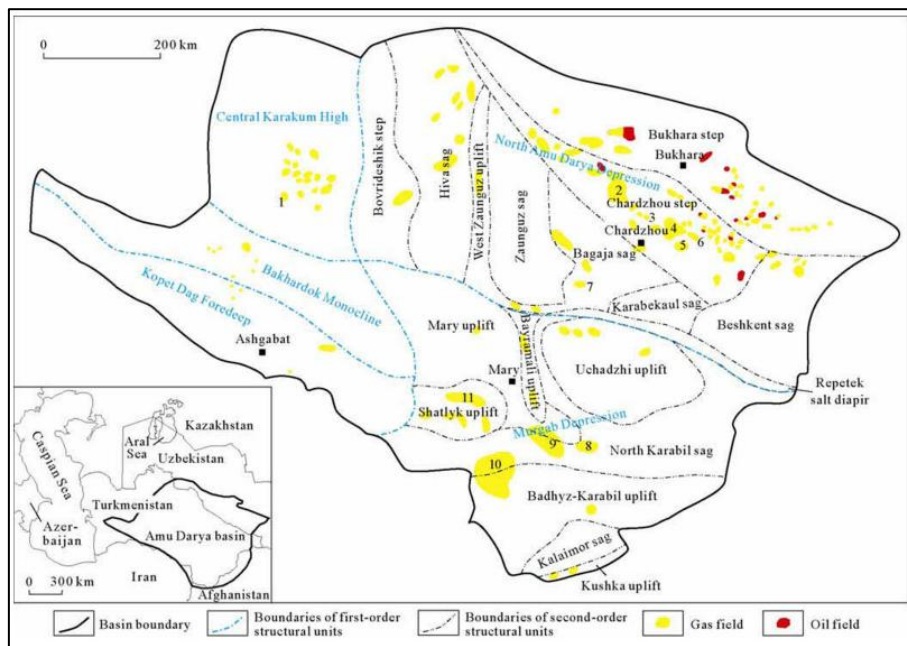 0
200 km
Central Karakum High
Bovrideshik step
Hiva sag
West Zaunguz uplift
Zaunguz sag
North Amu Darya Depression
Bukhara step
Bukhara
1
2
Chardzhou step
3
4
Chardzhou
5
6
Bagaja sag
7
Karabekaul sag
Beshkent sag
Kopet Dag Foredeep
Bakhardok Monocline
Ashgabat
Mary uplift
Mary
Bayramali uplift
Uchadzhi uplift
Repetek
salt diapir
11
Shatlyk uplift
Murgab Depression
9
8
North Karabil sag
10
Badhyz-Karabil uplift
Kalaimor sag
Kushka uplift
Caspian Sea
Aral
Sea
Kazakhstan
Uzbekistan
Turkmenistan
Azer-
baijan
Amu Darya basin
Iran
Afghanistan
0 300 km
Basin boundary
Boundaries of first-order
structural units
Boundaries of second-order
structural units
Gas field
Oil field